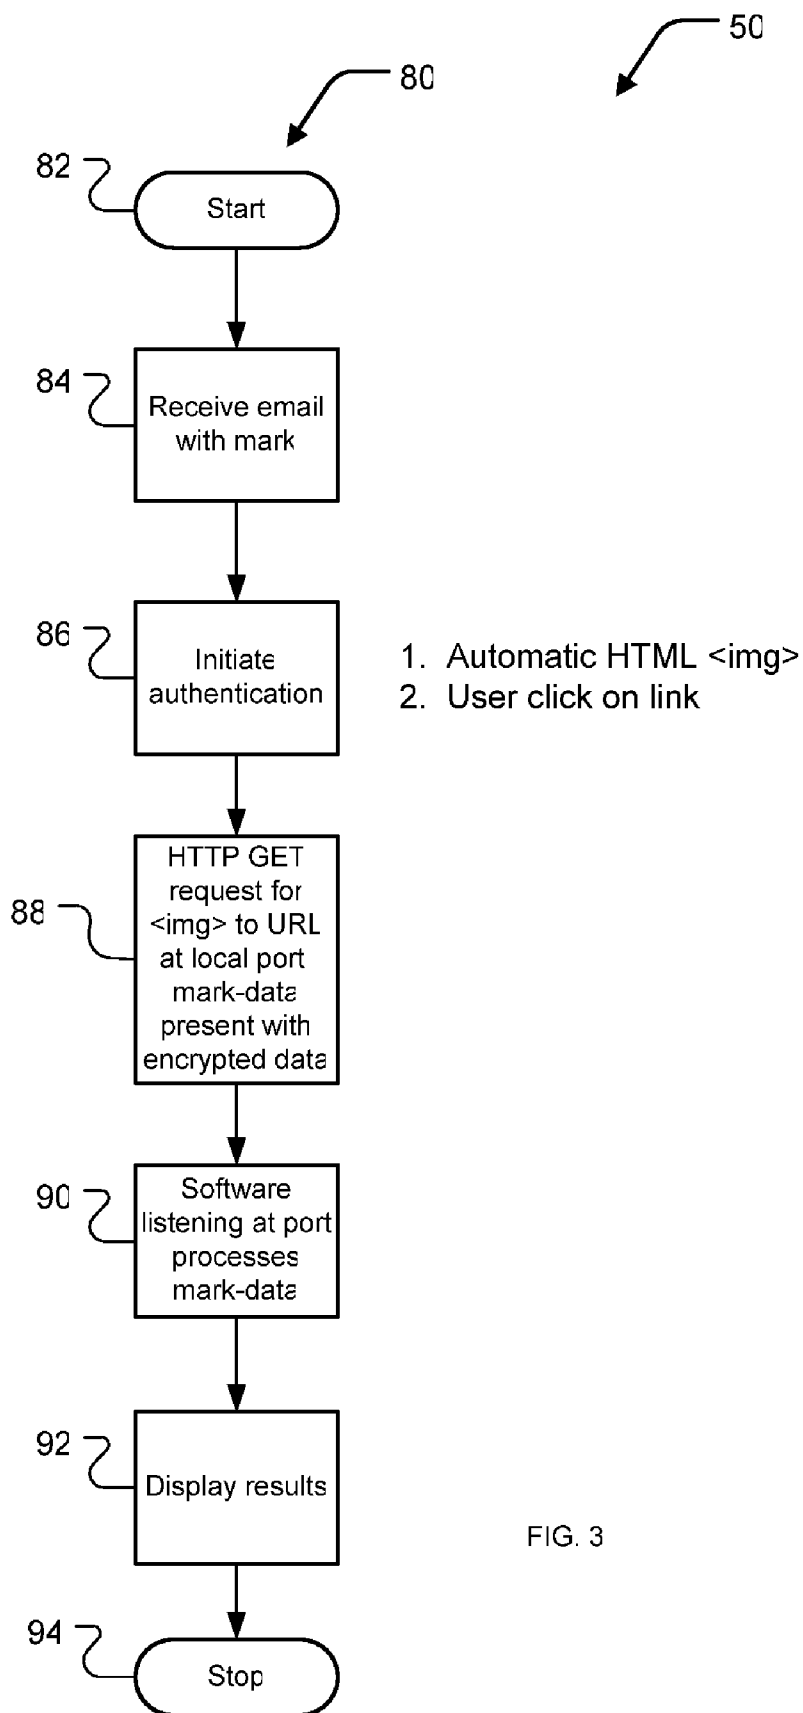 50
80
82
Start
84
Receive email
with mark
86
Initiate
authentication
1. Automatic HTML <img>
2. User click on link
88
HTTP GET
request for
<img> to URL
at local port
mark-data
present with
encrypted data
90
Software
listening at port
processes
mark-data
92
Display results
FIG. 3
94
Stop